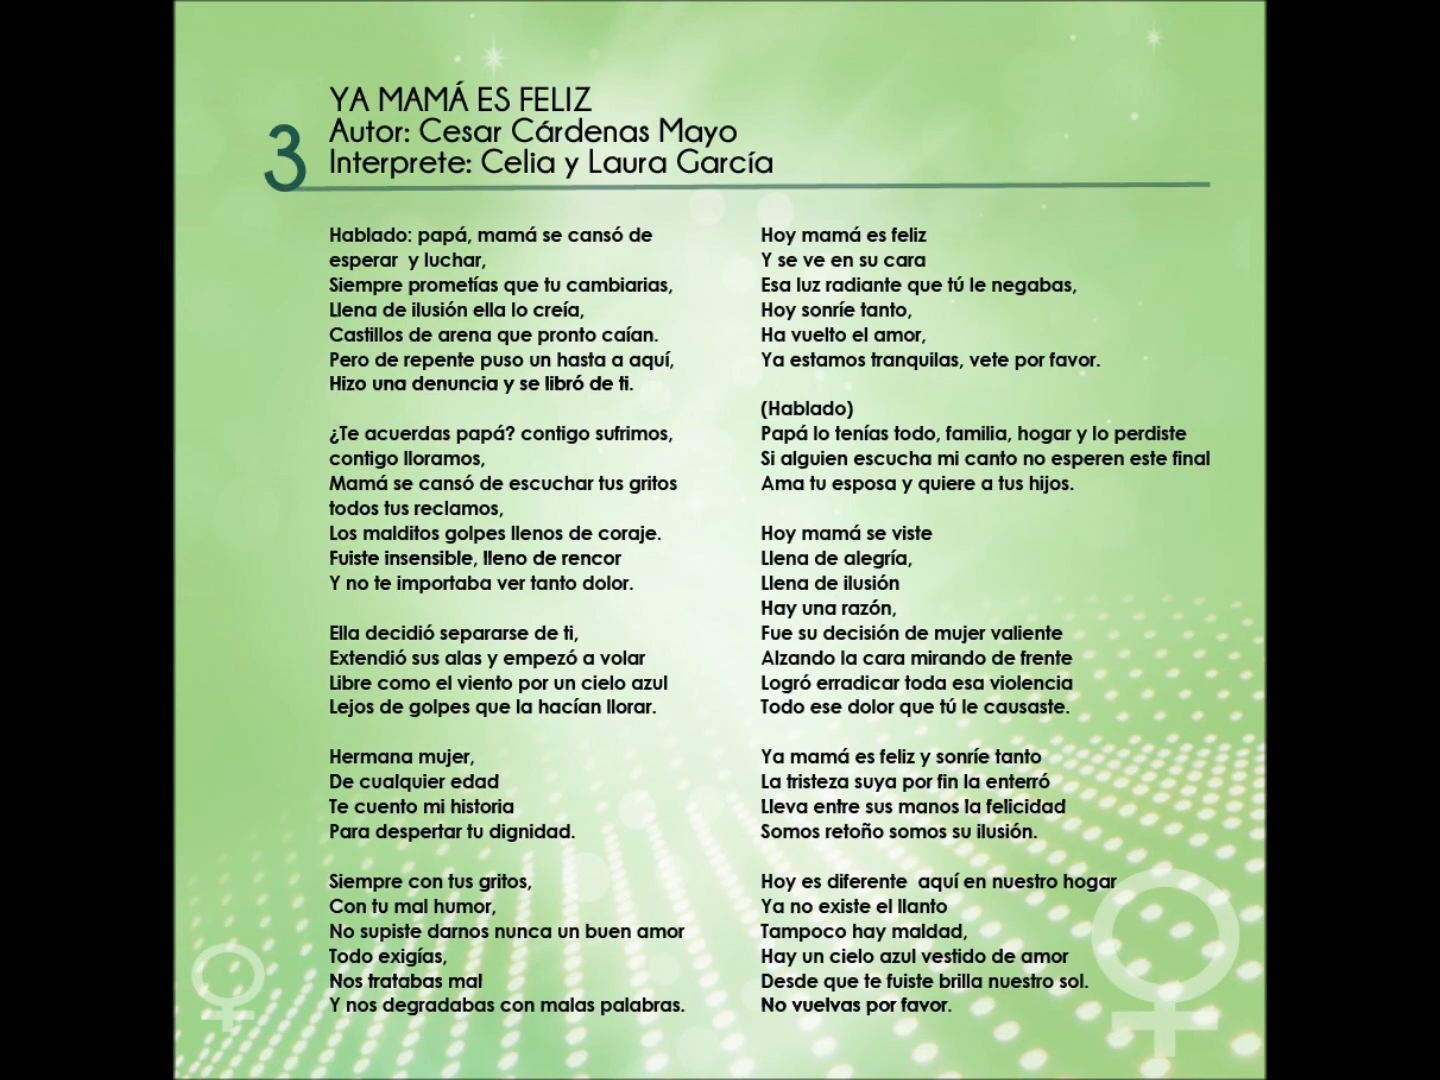 3
YA MAMÁ ES FELIZ
Autor: Cesar Cárdenas Mayo
Interprete: Celia y Laura García
Hablado: papá, mamá se cansó de
esperar y luchar,
Siempre prometías que tu cambiarias,
Llena de ilusión ella lo creía,
Castillos de arena que pronto caían.
Pero de repente puso un hasta a aquí,
Hizo una denuncia y se libró de ti.
¿Te acuerdas papá? contigo sufrimos,
contigo lloramos,
Mamá se cansó de escuchar tus gritos
todos tus reclamos,
Los malditos golpes llenos de coraje.
Fuiste insensible, lleno de rencor
Y no te importaba ver tanto dolor.
Ella decidió separarse de ti,
Extendió sus alas y empezó a volar
Libre como el viento por un cielo azul
Lejos de golpes que la hacían llorar.
Hermana mujer,
De cualquier edad
Te cuento mi historia
Para despertar tu dignidad.
Siempre con tus gritos,
Con tu mal humor,
No supiste darnos nunca un buen amor
Todo exigías,
Nos tratabas mal
Y nos degradabas con malas palabras.
Hoy mamá es feliz
Y se ve en su cara
Esa luz radiante que tú le negabas,
Hoy sonríe tanto,
Ha vuelto el amor,
Ya estamos tranquilas, vete por favor.
(Hablado)
Papá lo tenías todo, familia, hogar y lo perdiste
Si alguien escucha mi canto no esperen este final
Ama tu esposa y quiere a tus hijos.
Hoy mamá se viste
Llena de alegría,
Llena de ilusión
Hay una razón,
Fue su decisión de mujer valiente
Alzando la cara mirando de frente
Logró erradicar toda esa violencia
Todo ese dolor que tú le causaste.
Ya mamá es feliz y sonríe tanto
La tristeza suya por fin la enterró
Lleva entre sus manos la felicidad
Somos retoño somos su ilusión.
Hoy es diferente aquí en nuestro hogar
Ya no existe el llanto
Tampoco hay maldad,
Hay un cielo azul vestido de amor
Desde que te fuiste brilla nuestro sol.
No vuelvas por favor.